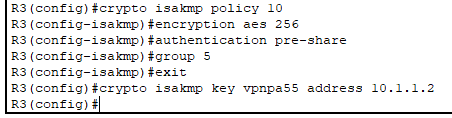 R3(config)#crypto isakmp policy 10
R3(config-isakmp)#encryption aes 256
R3(config-isakmp)#authentication pre-share
R3(config-isakmp)#group 5
R3(config-isakmp)#exit
R3(config)#crypto isakmp key vpnpa55 address 10.1.1.2
R3(config)#